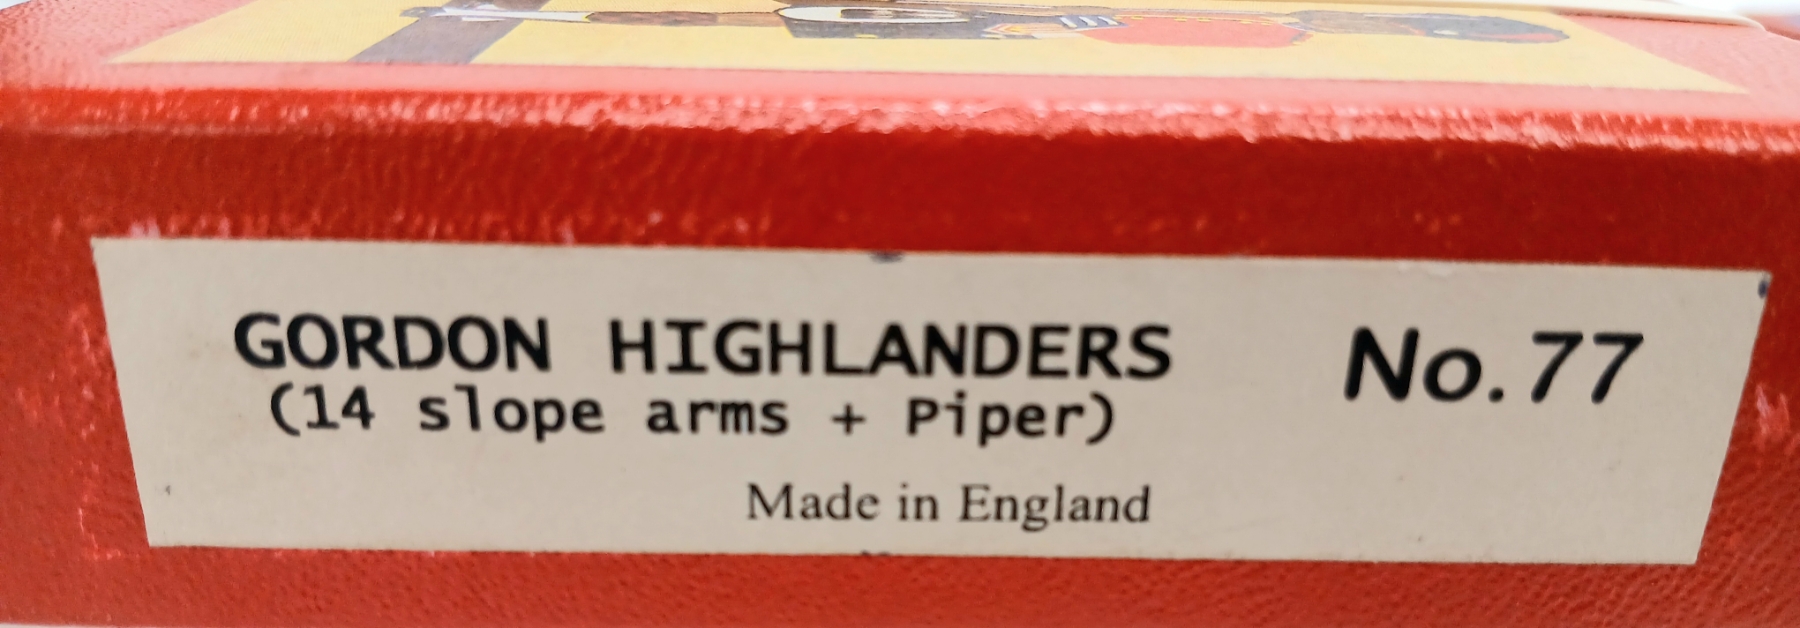 GORDON HIGHLANDERS No.77
(14 slope arms + Piper)
Made in England